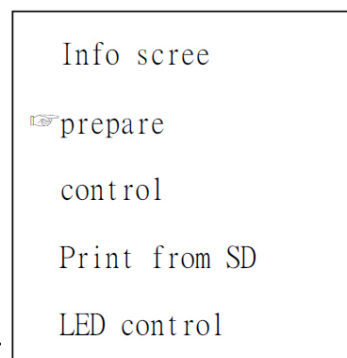 Info scree
prepare
control
Print from SD
LED control